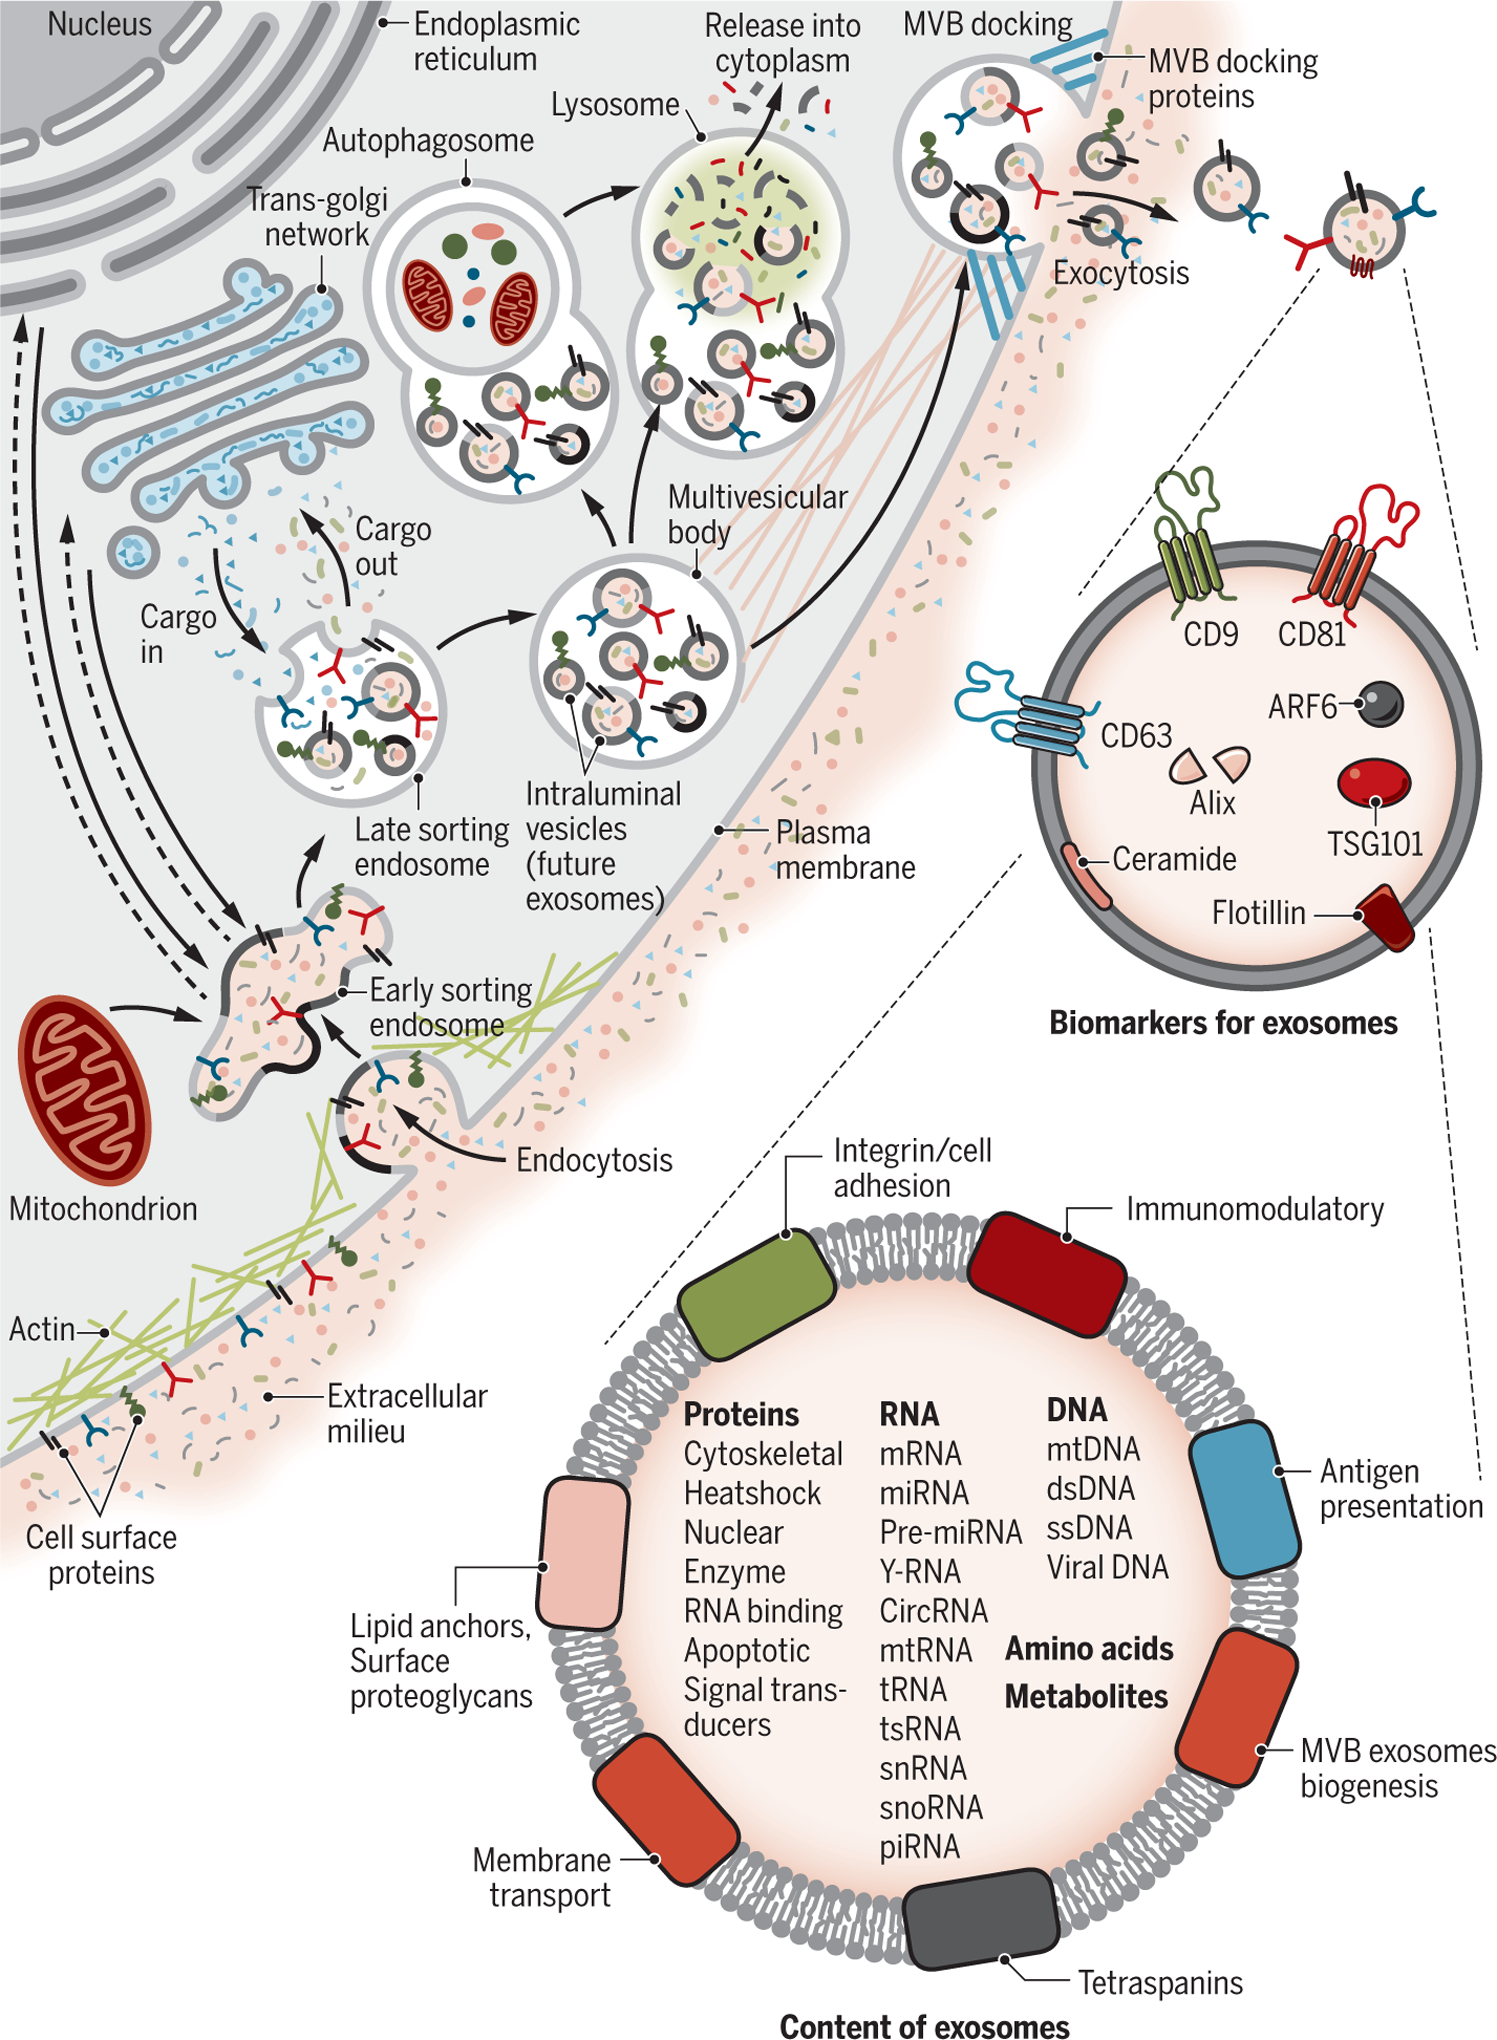 Nucleus
Endoplasmic
reticulum
Release into
cytoplasm
MVB docking
MVB docking
proteins
Lysosome
Autophagosome
Trans-golgi
network
Exocytosis
Cargo
out
Cargo
in
Multivesicular
body
CD9
CD81
ARF6
CD63
Alix
TSG101
Ceramide
Flotillin
Biomarkers for exosomes
Intraluminal
vesicles
(future
exosomes)
Late sorting
endosome
Plasma
membrane
Early sorting
endosome
Mitochondrion
Endocytosis
Actin
Extracellular
milieu
Cell surface
proteins
Integrin/cell
adhesion
Immunomodulatory
Antigen
presentation
Lipid anchors,
Surface
proteoglycans
MVB exosomes
biogenesis
Membrane
transport
Tetraspanins
Proteins
Cytoskeletal
Heatshock
Nuclear
Enzyme
RNA binding
Apoptotic
Signal trans-
ducers
RNA
mRNA
miRNA
Pre-miRNA
Y-RNA
CircRNA
mtRNA
tRNA
tsRNA
snRNA
snoRNA
piRNA
DNA
mtDNA
dsDNA
ssDNA
Viral DNA
Amino acids
Metabolites
Content of exosomes